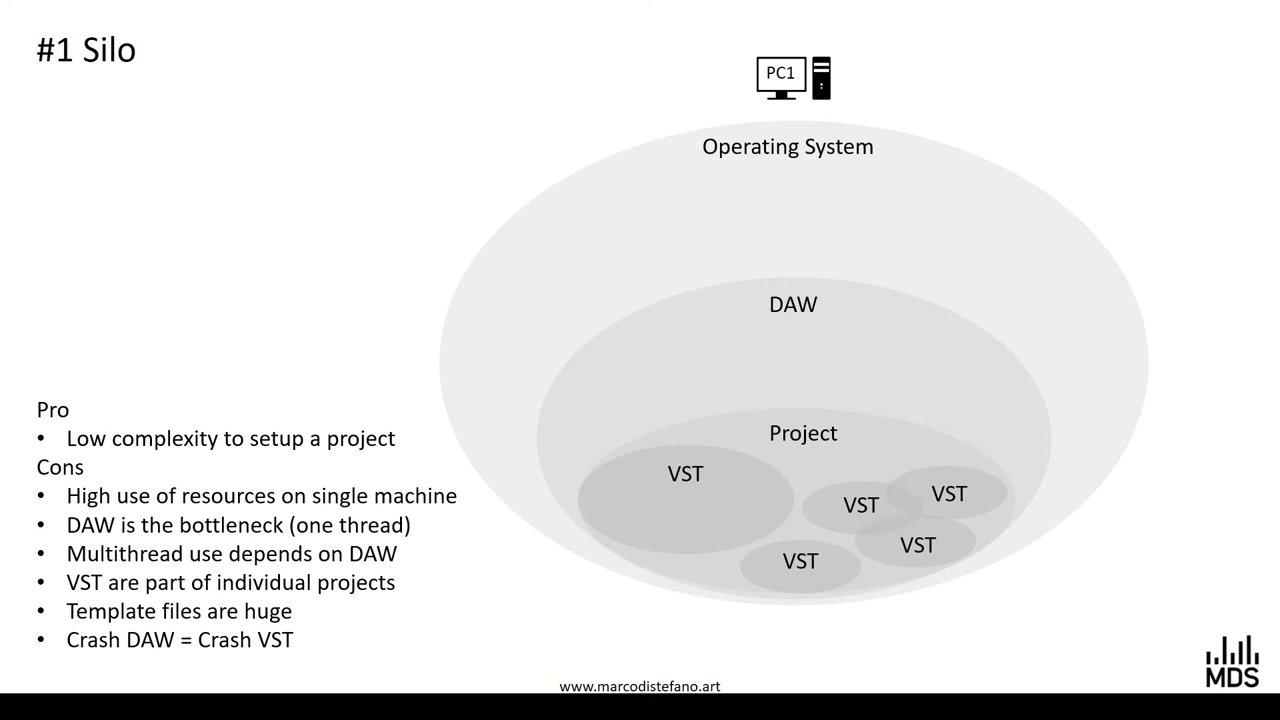 #1 Silo
PC1
Operating System
DAW
Project
VST
VST
VST
VST
VST
Pro
• Low complexity to setup a project
Cons
• High use of resources on single machine
• DAW is the bottleneck (one thread)
• Multithread use depends on DAW
• VST are part of individual projects
• Template files are huge
• Crash DAW = Crash VST
www.marcodistefano.art
MDS